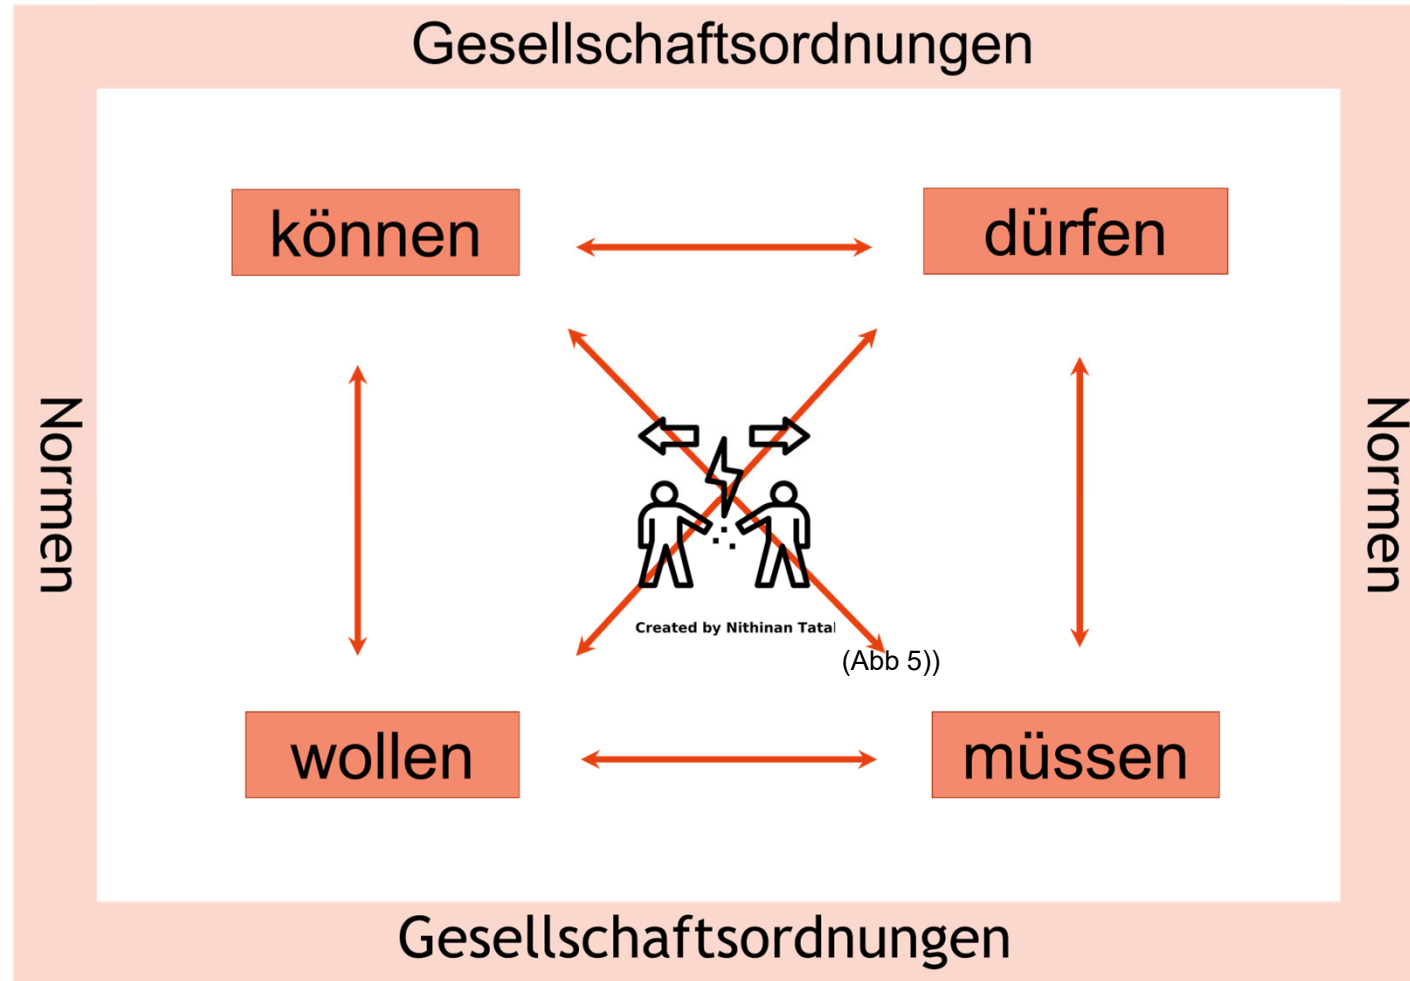 Gesellschaftsordnungen
können
dürfen
Normen
Normen
Created by Nithinan Tatal
(Abb 5))
wollen
müssen
Gesellschaftsordnungen